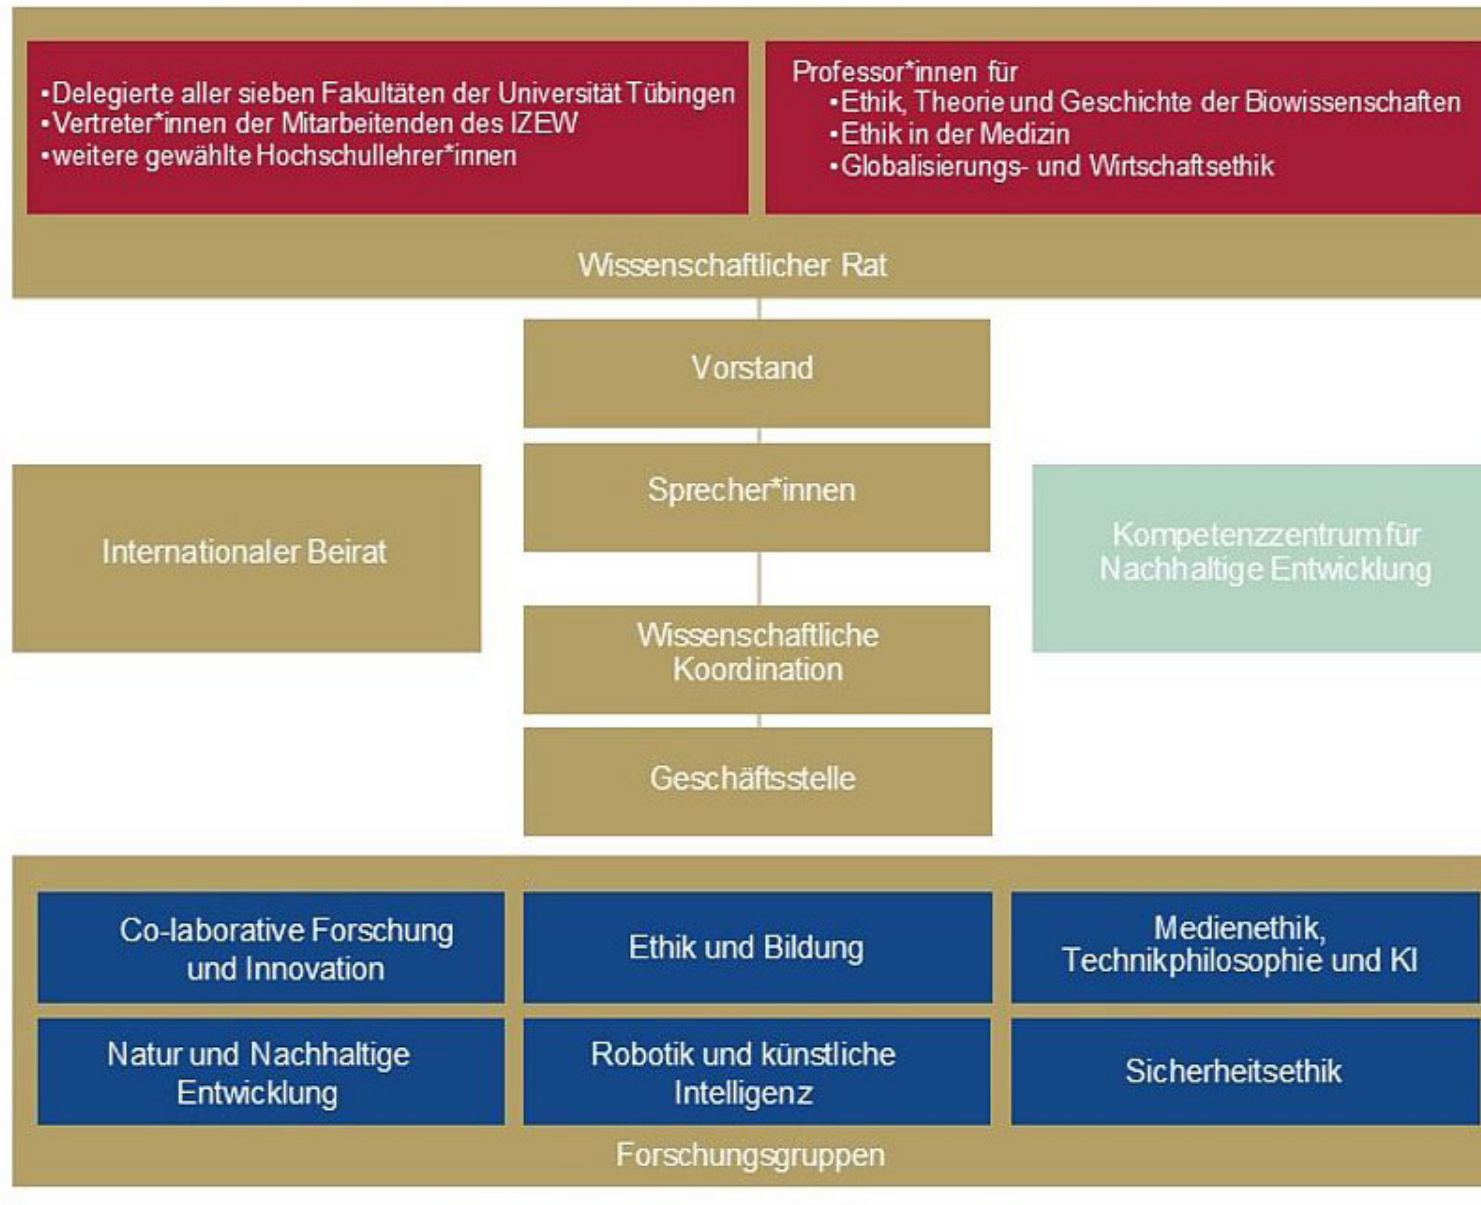 •Delegierte aller sieben Fakultäten der Universität Tübingen
•Vertreter*innen der Mitarbeitenden des IZEW
•weitere gewählte Hochschullehrer*innen
Professor*innen für
•Ethik, Theorie und Geschichte der Biowissenschaften
•Ethik in der Medizin
•Globalisierungs- und Wirtschaftsethik
Wissenschaftlicher Rat
Vorstand
Sprecher*innen
Internationaler Beirat
Kompetenzzentrum für
Nachhaltige Entwicklung
Wissenschaftliche
Koordination
Geschäftsstelle
Co-laborative Forschung
und Innovation
Ethik und Bildung
Medienethik,
Technikphilosophie und KI
Natur und Nachhaltige
Entwicklung
Robotik und künstliche
Intelligenz
Sicherheitsethik
Forschungsgruppen